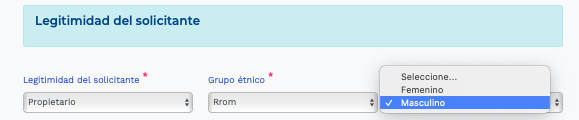 Legitimidad del solicitante
Legitimidad del solicitante *
Grupo étnico *
Propietario
Rrom
Seleccione...
Femenino
✓ Masculino